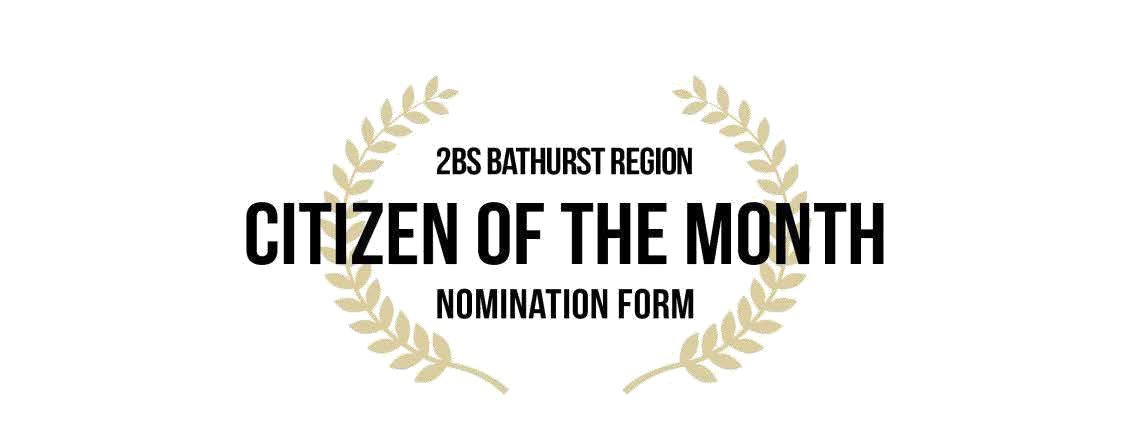 2BS BATHURST REGION
CITIZEN OF THE MONTH
NOMINATION FORM